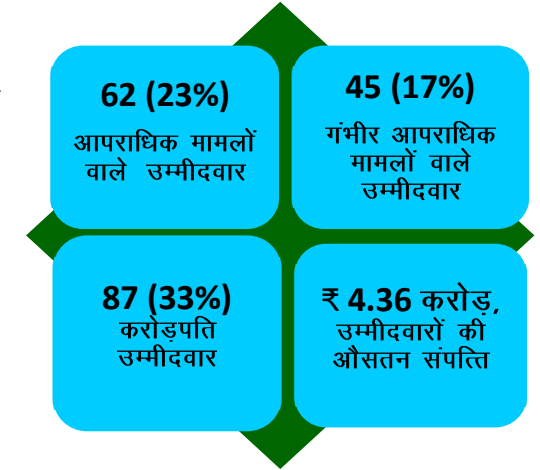 62 (23%)
आपराधिक मामलों
वाले उम्मीदवार
45 (17%)
गंभीर आपराधिक
मामलों वाले
उम्मीदवार
87 (33%)
करोड़पति
उम्मीदवार
₹ 4.36 करोड़,
उम्मीदवारों की
औसतन संपत्ति